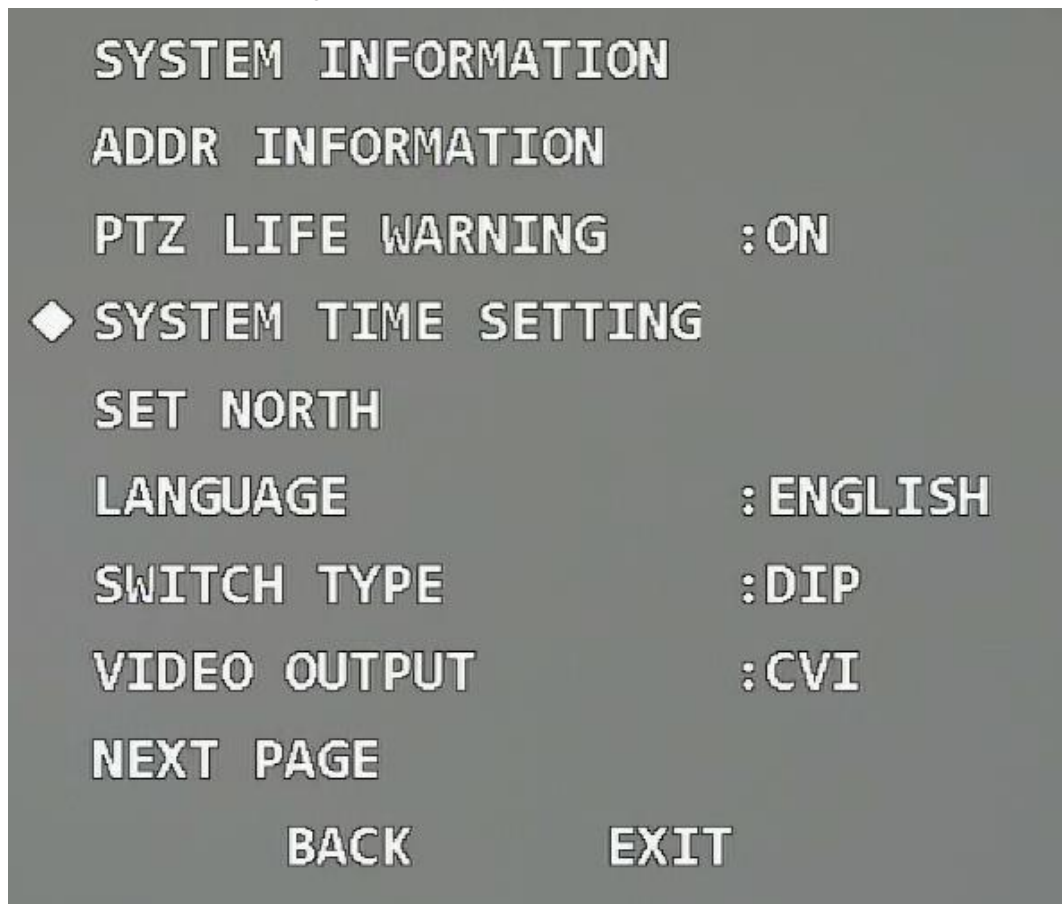 SYSTEM INFORMATION
ADDR INFORMATION
PTZ LIFE WARNING :ON
SYSTEM TIME SETTING
SET NORTH
LANGUAGE :ENGLISH
SWITCH TYPE :DIP
VIDEO OUTPUT :CVI
NEXT PAGE
BACK EXIT